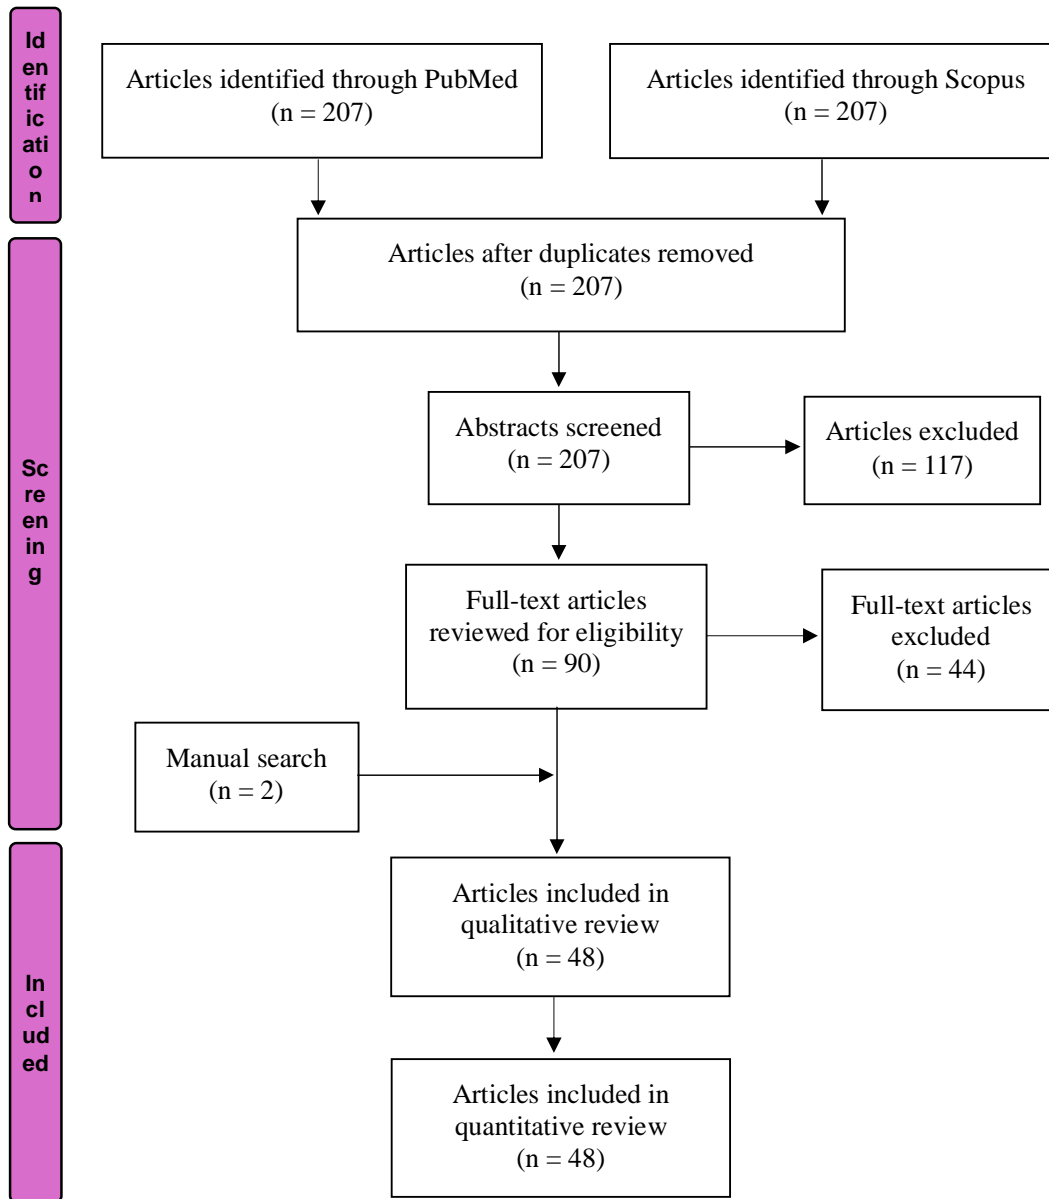 Id
en
tif
ic
ati
o
n
Articles identified through PubMed
(n = 207)
Articles identified through Scopus
(n = 207)
Articles after duplicates removed
(n = 207)
Sc
re
en
in
g
Abstracts screened
(n = 207)
Articles excluded
(n = 117)
Full-text articles
reviewed for eligibility
(n = 90)
Full-text articles
excluded
(n = 44)
Manual search
(n = 2)
In
cl
ud
ed
Articles included in
qualitative review
(n = 48)
Articles included in
quantitative review
(n = 48)